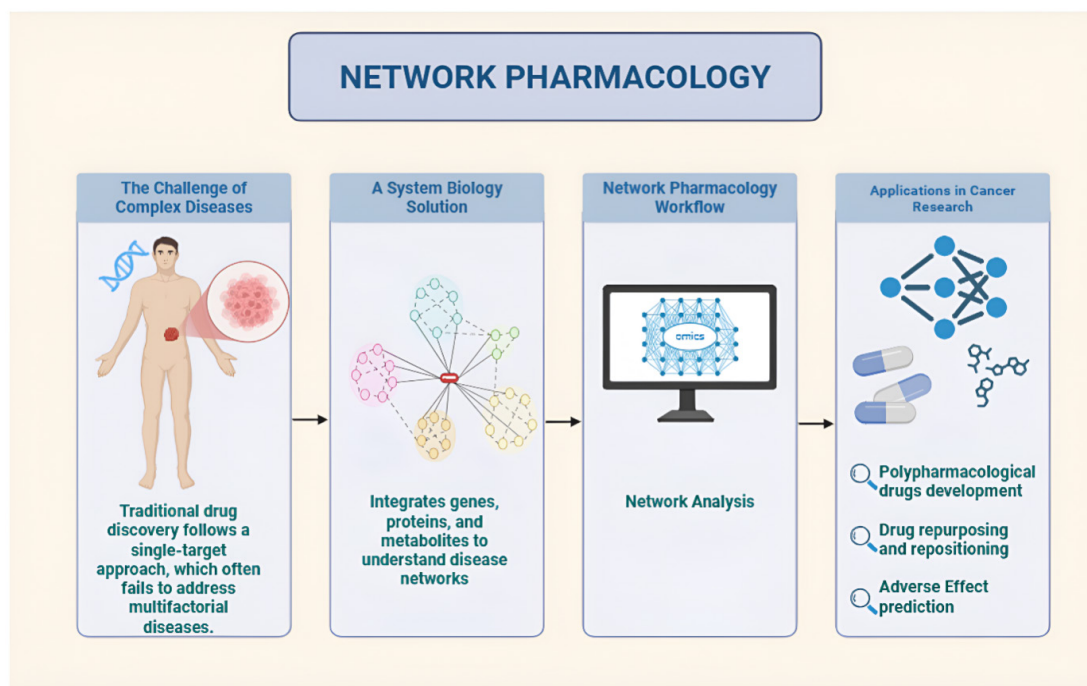 NETWORK PHARMACOLOGY
The Challenge of
Complex Diseases
Traditional drug
discovery follows a
single-target
approach, which often
fails to address
multifactorial
diseases.
A System Biology
Solution
Integrates genes,
proteins, and
metabolites to
understand disease
networks
Network Pharmacology
Workflow
omics
Network Analysis
Applications in Cancer
Research
Polypharmacological
drugs development
Drug repurposing
and repositioning
Adverse Effect
prediction